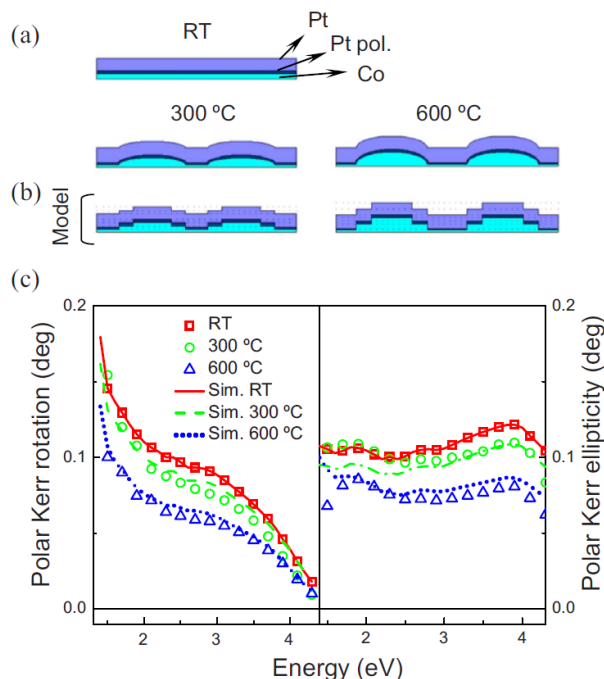 (a)
RT
Pt
Pt pol.
Co
300 ºC
600 ºC
(b)
Model
(c)
0.2
0.1
0.0
Polar Kerr rotation (deg)
RT
300 ºC
600 ºC
Sim. RT
Sim. 300 ºC
Sim. 600 ºC
0.2
0.1
0.0
Polar Kerr ellipticity (deg)
2 3 4 2 3 4
Energy (eV)